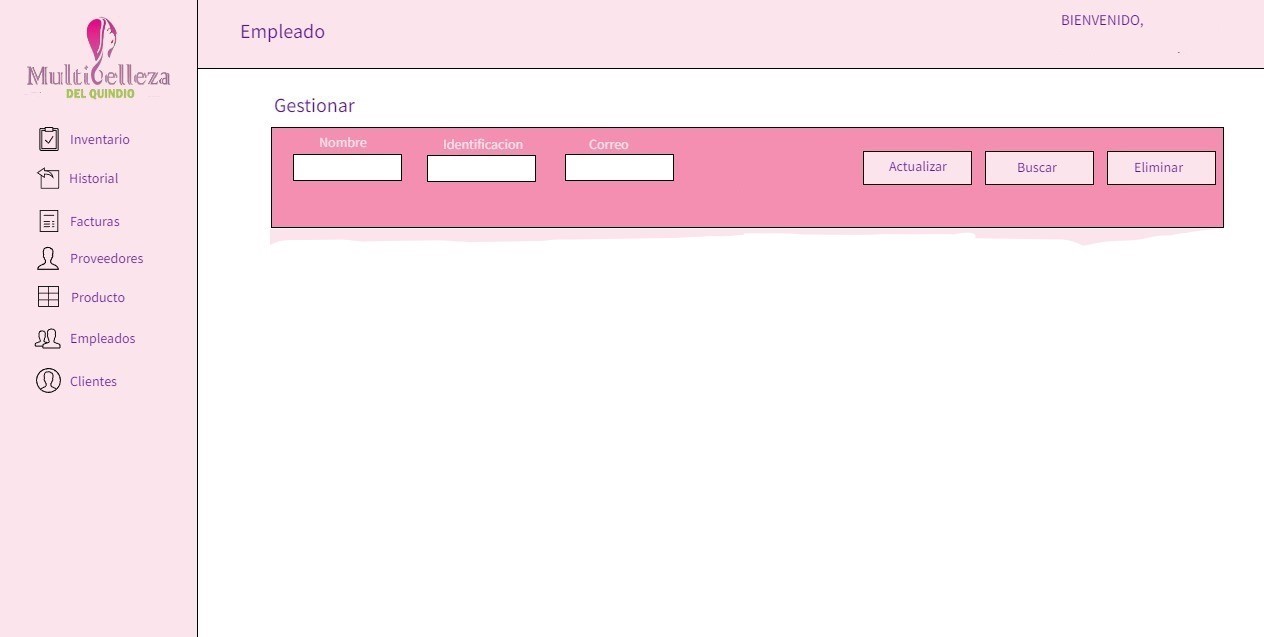 Multibelleza
DEL QUINDIO
Inventario
Historial
Facturas
Proveedores
Producto
Empleados
Clientes
Empleado
BIENVENIDO,
Gestionar
Nombre
Identificacion
Correo
Actualizar
Buscar
Eliminar